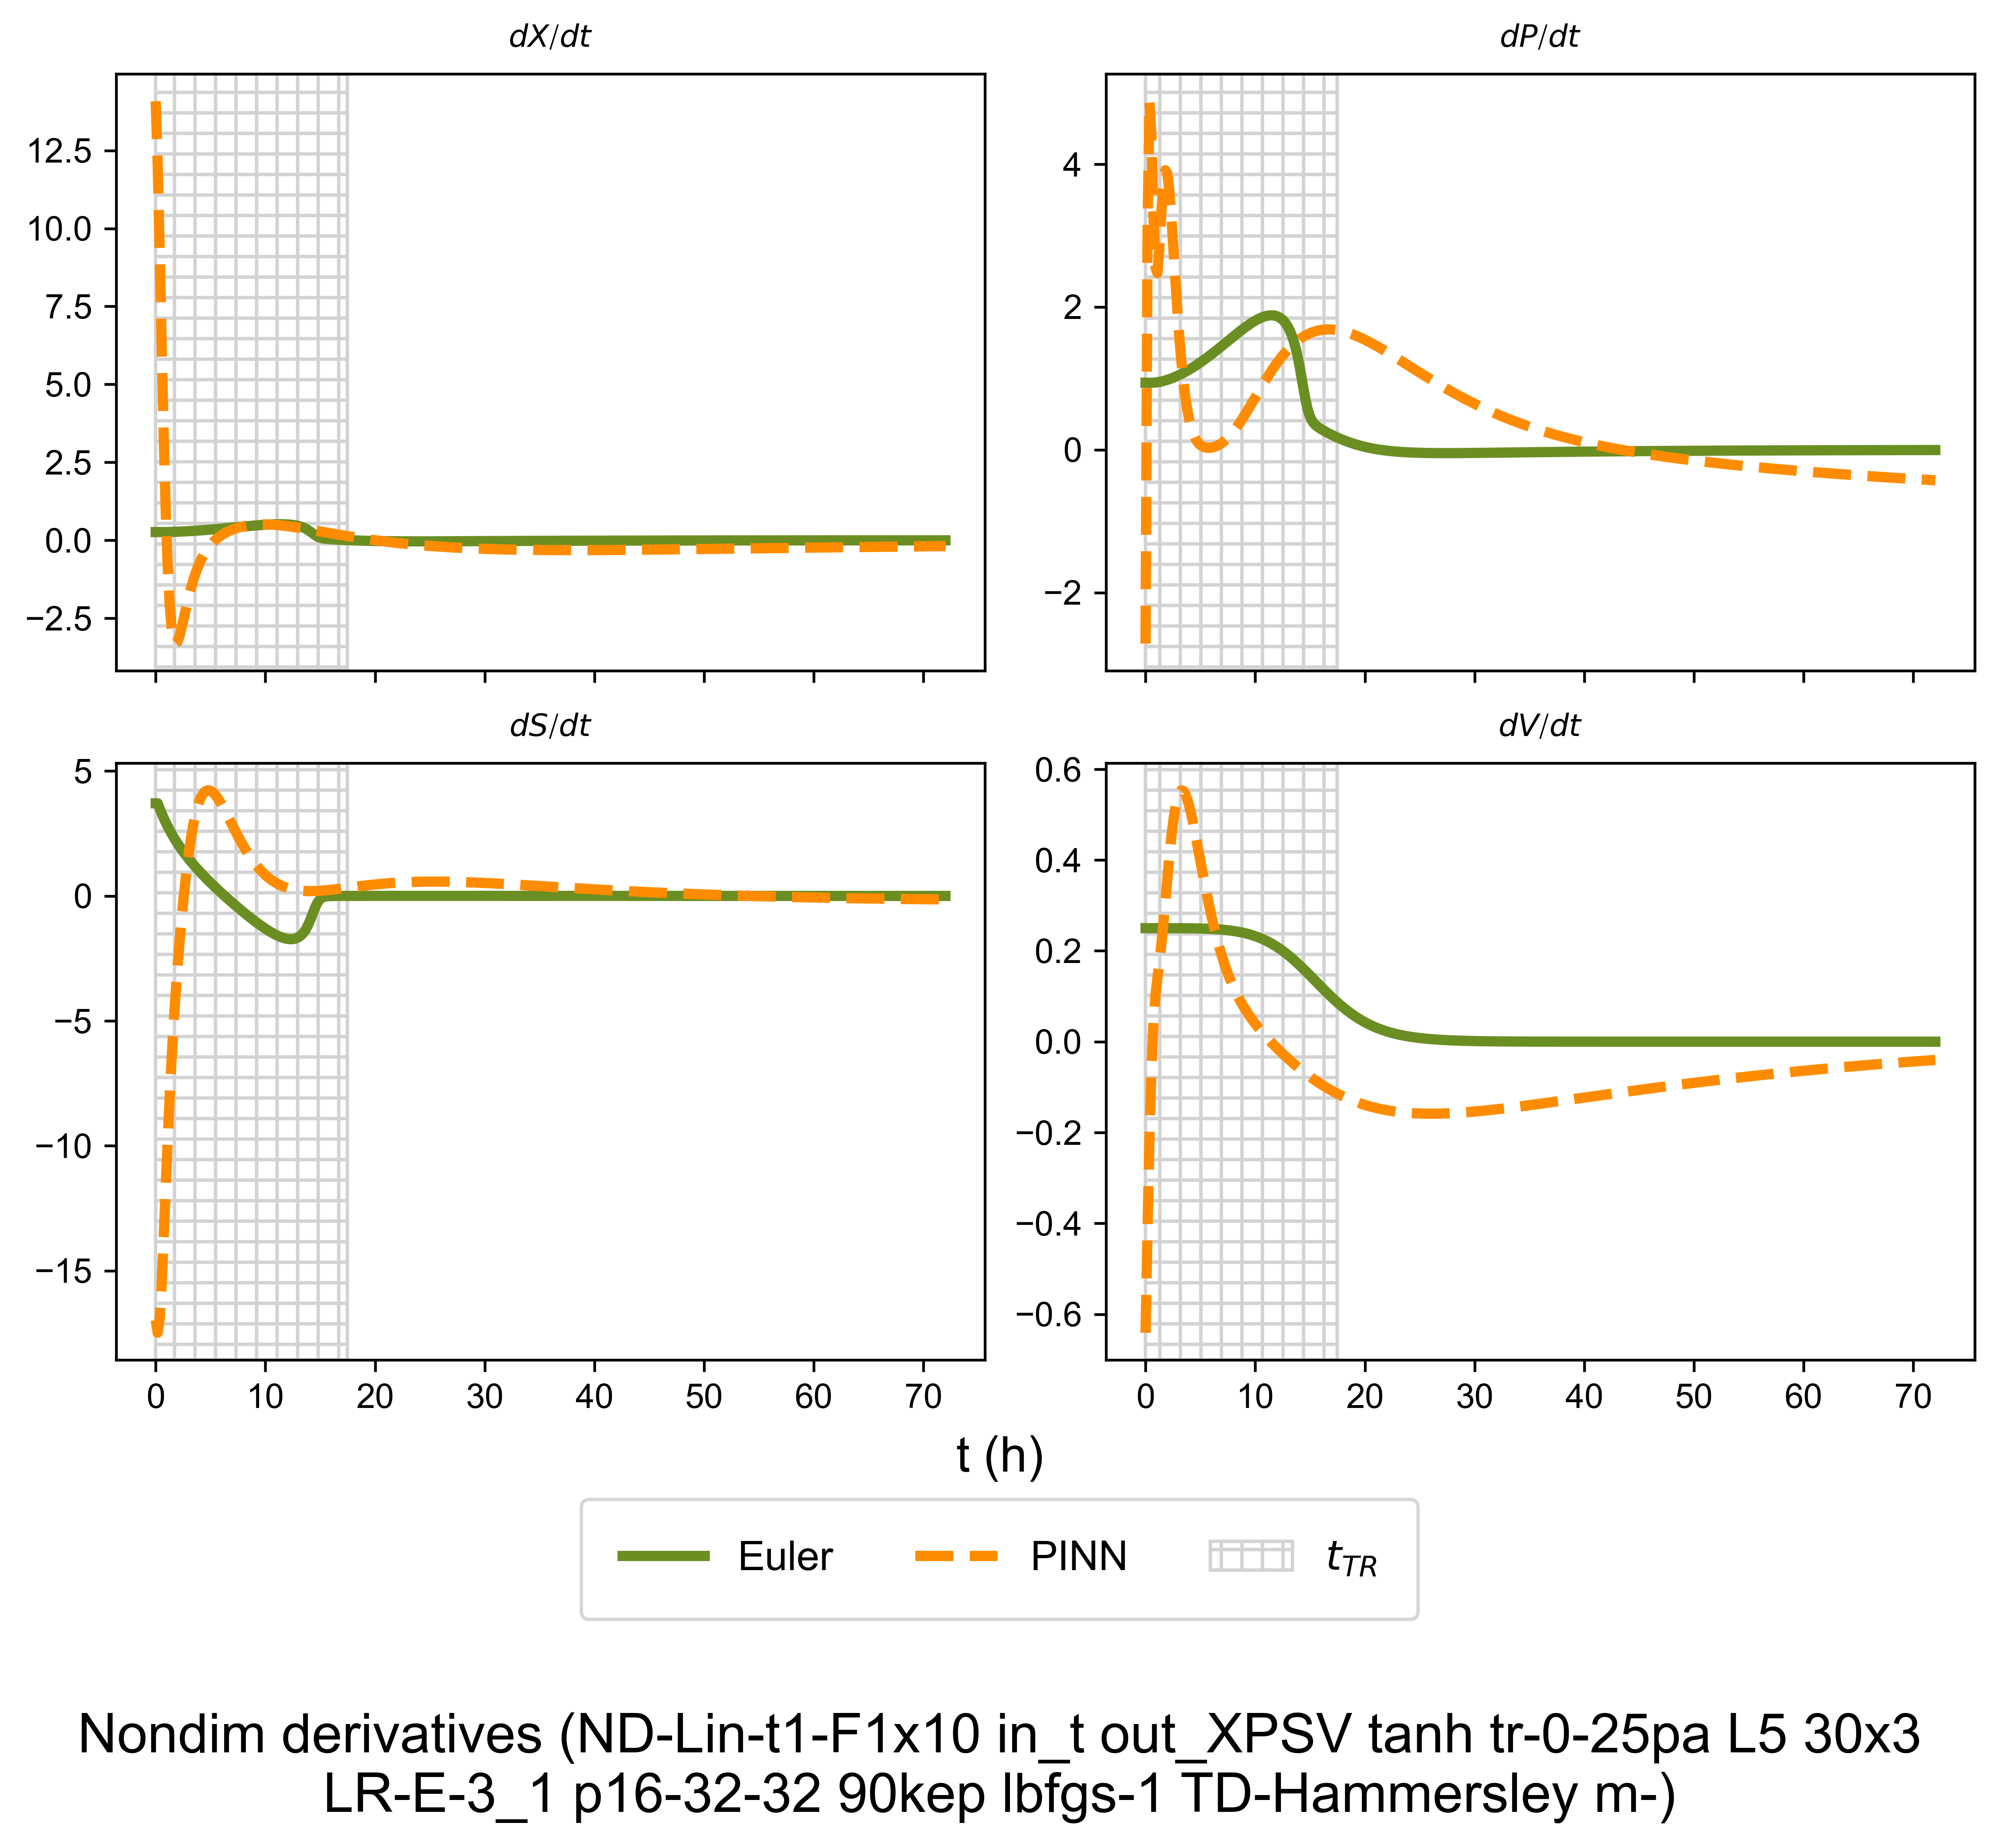 dX/dt
dP/dt
12.5
10.0
7.5
5.0
2.5
0.0
−2.5
4
2
0
−2
dS/dt
dV/dt
5
0
−5
−10
−15
0.6
0.4
0.2
0.0
−0.2
−0.4
−0.6
0 10 20 30 40 50 60 70
0 10 20 30 40 50 60 70
t (h)
Euler PINN t_TR
Nondim derivatives (ND-Lin-t1-F1x10 in_t out_XPSV tanh tr-0-25pa L5 30x3
LR-E-3_1 p16-32-32 90kep lbfgs-1 TD-Hammersley m-)